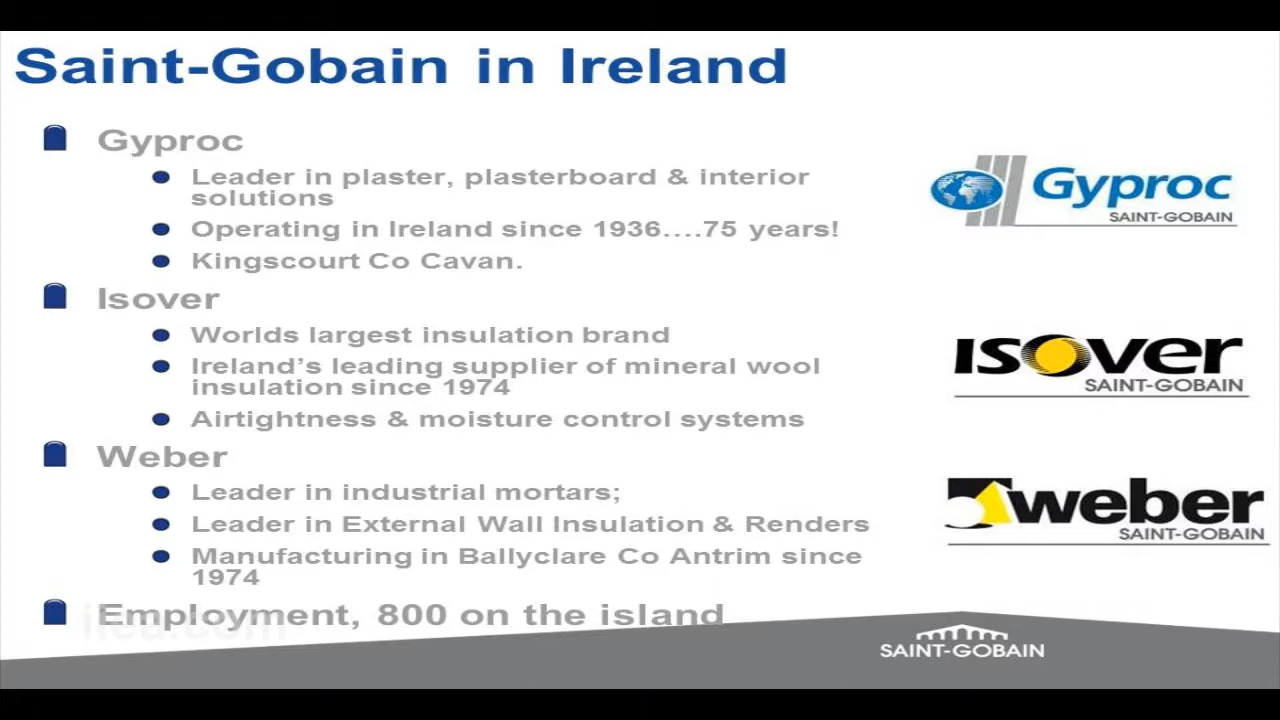 Saint-Gobain in Ireland
Gyproc
Leader in plaster, plasterboard & interior
solutions
Operating in Ireland since 1936....75 years!
Kingscourt Co Cavan.
Gyproc
SAINT-GOBAIN
Isover
Worlds largest insulation brand
Ireland’s leading supplier of mineral wool
insulation since 1974
Airtightness & moisture control systems
isover
SAINT-GOBAIN
Weber
Leader in industrial mortars;
Leader in External Wall Insulation & Renders
Manufacturing in Ballyclare Co Antrim since
1974
weber
SAINT-GOBAIN
Employment, 800 on the island
SAINT-GOBAIN